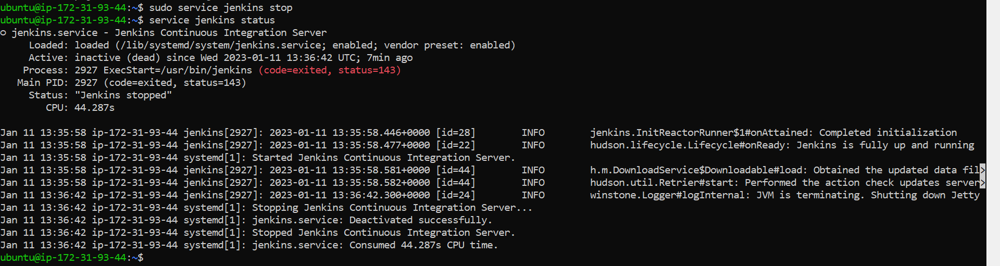 ubuntu@ip-172-31-93-44:~$ sudo service jenkins stop
ubuntu@ip-172-31-93-44:~$ service jenkins status
○ jenkins.service - Jenkins Continuous Integration Server
     Loaded: loaded (/lib/systemd/system/jenkins.service; enabled; vendor preset: enabled)
     Active: inactive (dead) since Wed 2023-01-11 13:36:42 UTC; 7min ago
    Process: 2927 ExecStart=/usr/bin/jenkins (code=exited, status=143)
   Main PID: 2927 (code=exited, status=143)
     Status: "Jenkins stopped"
        CPU: 44.287s

Jan 11 13:35:58 ip-172-31-93-44 jenkins[2927]: 2023-01-11 13:35:58.446+0000 [id=28]        INFO        jenkins.InitReactorRunner$1#onAttained: Completed initialization
Jan 11 13:35:58 ip-172-31-93-44 jenkins[2927]: 2023-01-11 13:35:58.477+0000 [id=22]        INFO        hudson.lifecycle.Lifecycle#onReady: Jenkins is fully up and running
Jan 11 13:35:58 ip-172-31-93-44 systemd[1]: Started Jenkins Continuous Integration Server.
Jan 11 13:35:58 ip-172-31-93-44 jenkins[2927]: 2023-01-11 13:35:58.581+0000 [id=44]        INFO        h.m.DownloadService$Downloadable#load: Obtained the updated data fil>
Jan 11 13:35:58 ip-172-31-93-44 jenkins[2927]: 2023-01-11 13:35:58.582+0000 [id=44]        INFO        hudson.util.Retrier#start: Performed the action check updates server>
Jan 11 13:36:42 ip-172-31-93-44 jenkins[2927]: 2023-01-11 13:36:42.300+0000 [id=24]        INFO        winstone.Logger#logInternal: JVM is terminating. Shutting down Jetty
Jan 11 13:36:42 ip-172-31-93-44 systemd[1]: Stopping Jenkins Continuous Integration Server...
Jan 11 13:36:42 ip-172-31-93-44 systemd[1]: jenkins.service: Deactivated successfully.
Jan 11 13:36:42 ip-172-31-93-44 systemd[1]: Stopped Jenkins Continuous Integration Server.
Jan 11 13:36:42 ip-172-31-93-44 systemd[1]: jenkins.service: Consumed 44.287s CPU time.
ubuntu@ip-172-31-93-44:~$